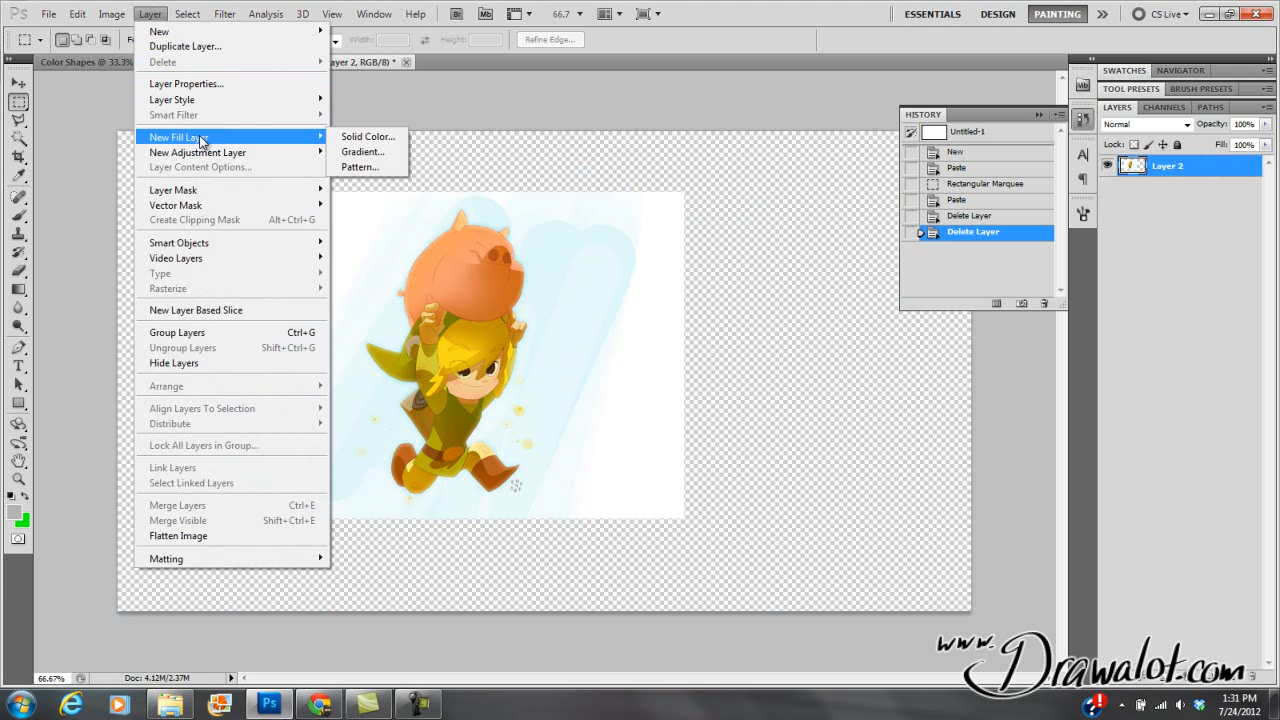 Ps File Edit Image Layer Select Filter Analysis 3D View Window Help Br Mb 66.7 ESSENTIALS DESIGN PAINTING CS Live
Width: Height: Refine Edge...
Color Shapes @ 33.3% ayer 2, RGB/8) *
New
Duplicate Layer...
Delete
Layer Properties...
Layer Style
Smart Filter
New Fill Layer
New Adjustment Layer
Layer Content Options...
Layer Mask
Vector Mask
Create Clipping Mask Alt+Ctrl+G
Smart Objects
Video Layers
Type
Rasterize
New Layer Based Slice
Group Layers Ctrl+G
Ungroup Layers Shift+Ctrl+G
Hide Layers
Arrange
Align Layers To Selection
Distribute
Lock All Layers in Group...
Link Layers
Select Linked Layers
Merge Layers Ctrl+E
Merge Visible Shift+Ctrl+E
Flatten Image
Matting
Solid Color...
Gradient...
Pattern...
HISTORY
Untitled-1
New
Paste
Rectangular Marquee
Paste
Delete Layer
Delete Layer
SWATCHES NAVIGATOR
TOOL PRESETS BRUSH PRESETS
LAYERS CHANNELS PATHS
Normal Opacity: 100%
Lock: Fill: 100%
Layer 2
66.67% Doc: 4.12M/2.37M
www.Drawalot.com
Ps
1:31 PM
7/24/2012